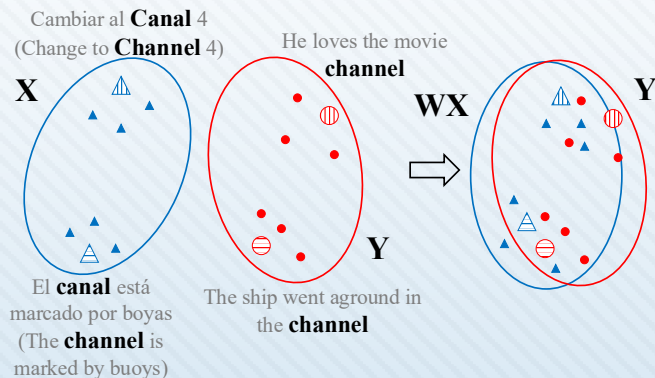 Cambiar al Canal 4
(Change to Channel 4)
X
He loves the movie
channel
WX
Y
Y
El canal está
marcado por boyas
(The channel is
marked by buoys)
The ship went aground in
the channel